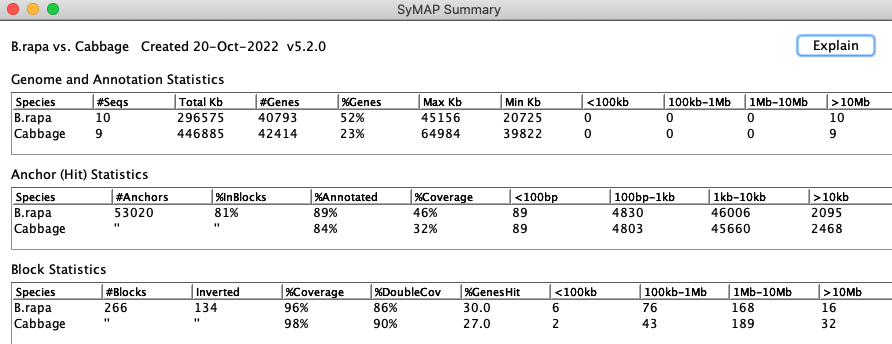 SyMAP Summary
B.rapa vs. Cabbage Created 20-Oct-2022 v5.2.0 Explain
Genome and Annotation Statistics
Species #Seqs Total Kb #Genes %Genes Max Kb Min Kb <100kb 100kb-1Mb 1Mb-10Mb >10Mb
B.rapa 10 296575 40793 52% 45156 20725 0 0 0 10
Cabbage 9 446885 42414 23% 64984 39822 0 0 0 9
Anchor (Hit) Statistics
Species #Anchors %InBlocks %Annotated %Coverage <100bp 100bp-1kb 1kb-10kb >10kb
B.rapa 53020 81% 89% 46% 89 4830 46006 2095
Cabbage " " 84% 32% 89 4803 45660 2468
Block Statistics
Species #Blocks Inverted %Coverage %DoubleCov %GenesHit <100kb 100kb-1Mb 1Mb-10Mb >10Mb
B.rapa 266 134 96% 86% 30.0 6 76 168 16
Cabbage " " 98% 90% 27.0 2 43 189 32